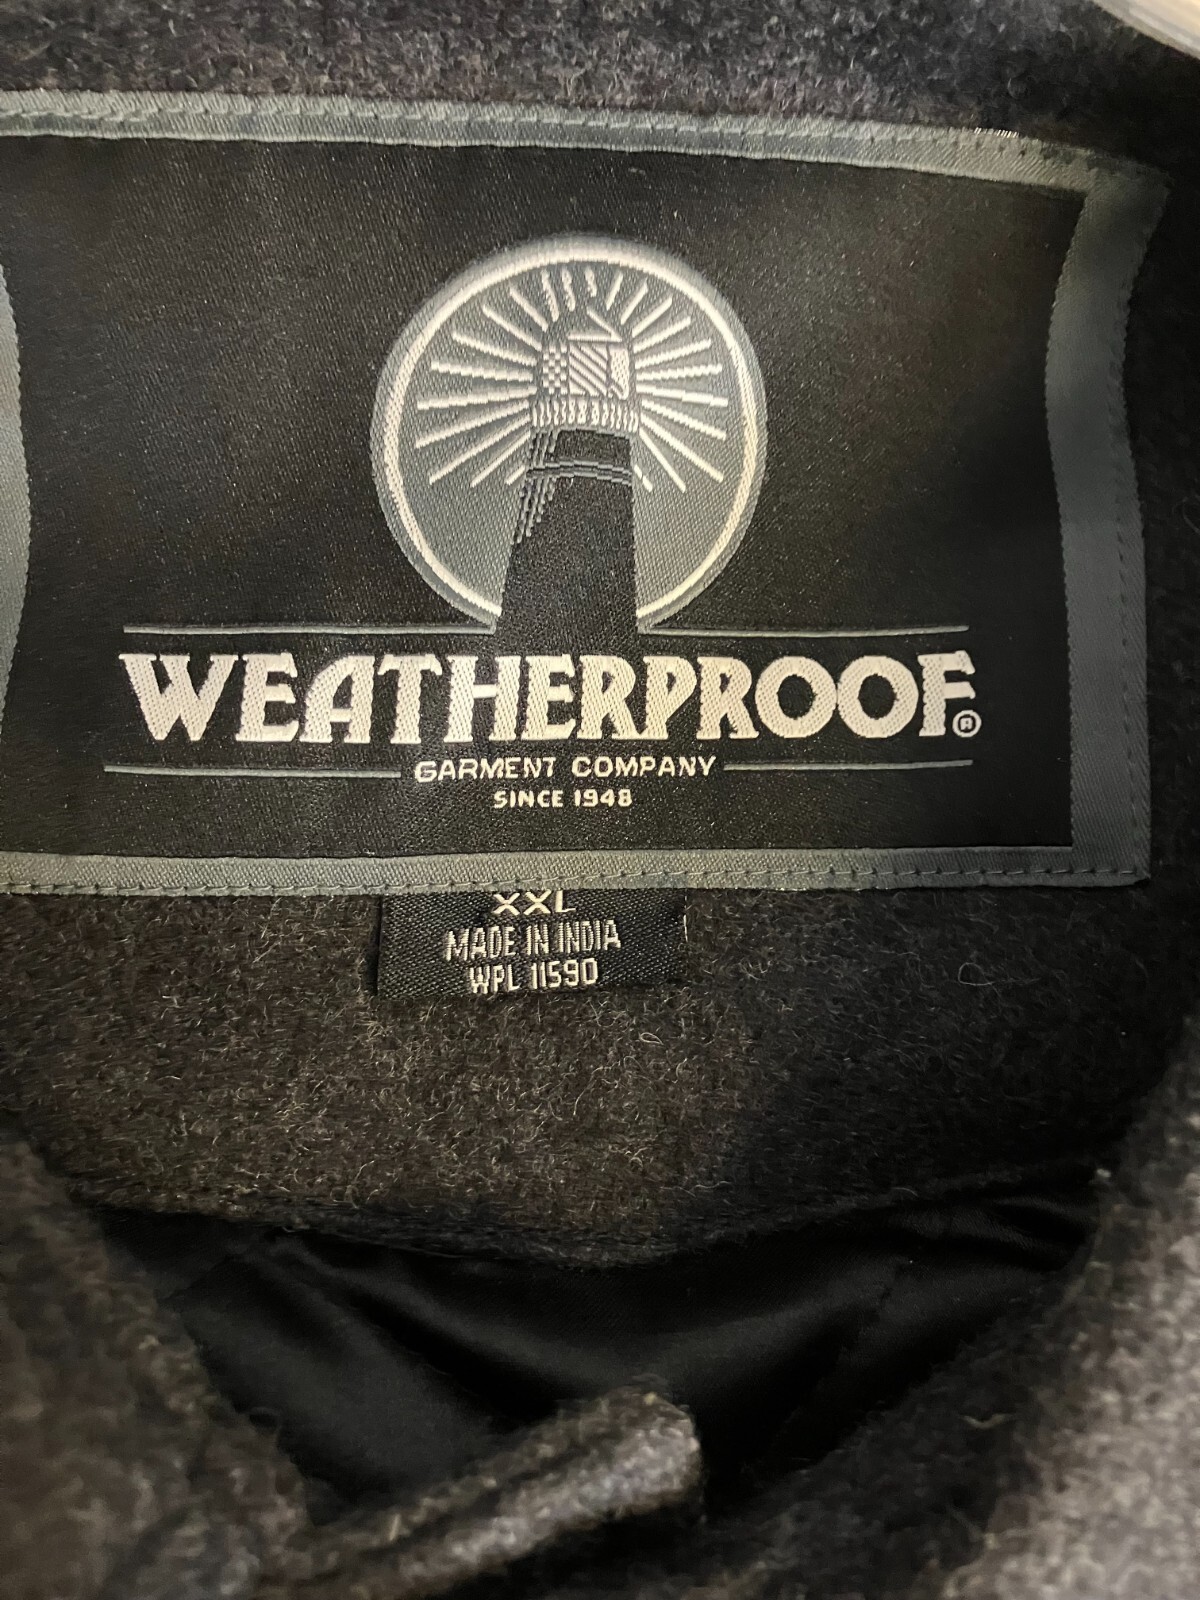 WEATHERPROOF®
GARMENT COMPANY
SINCE 1948
XXL
MADE IN INDIA
WPL 11590